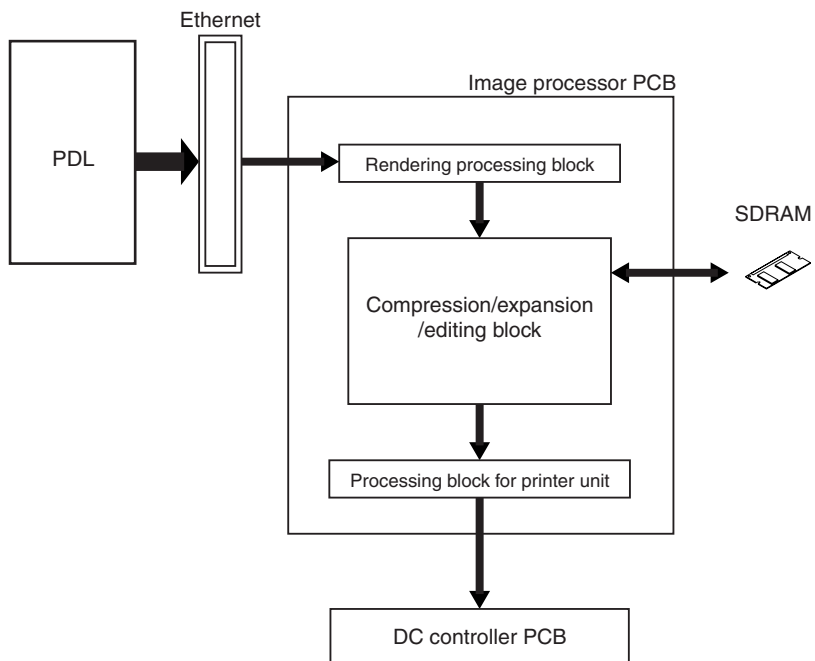 Ethernet
Image processor PCB
PDL
Rendering processing block
SDRAM
Compression/expansion
/editing block
Processing block for printer unit
DC controller PCB